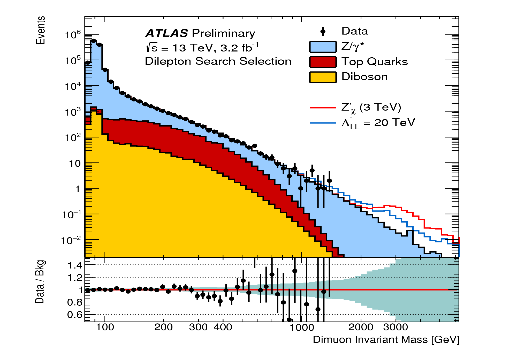 ATLAS Preliminary
√s = 13 TeV, 3.2 fb⁻¹
Dilepton Search Selection
Data
Z/γ*
Top Quarks
Diboson
Z'χ (3 TeV)
= 20 TeV
Events
10⁶
10⁵
10⁴
10³
10²
10
1
10⁻¹
10⁻²
Data / Bkg
1.4
1.2
1
0.8
0.6
100
200
300
400
1000
2000
3000
Dimuon Invariant Mass [GeV]